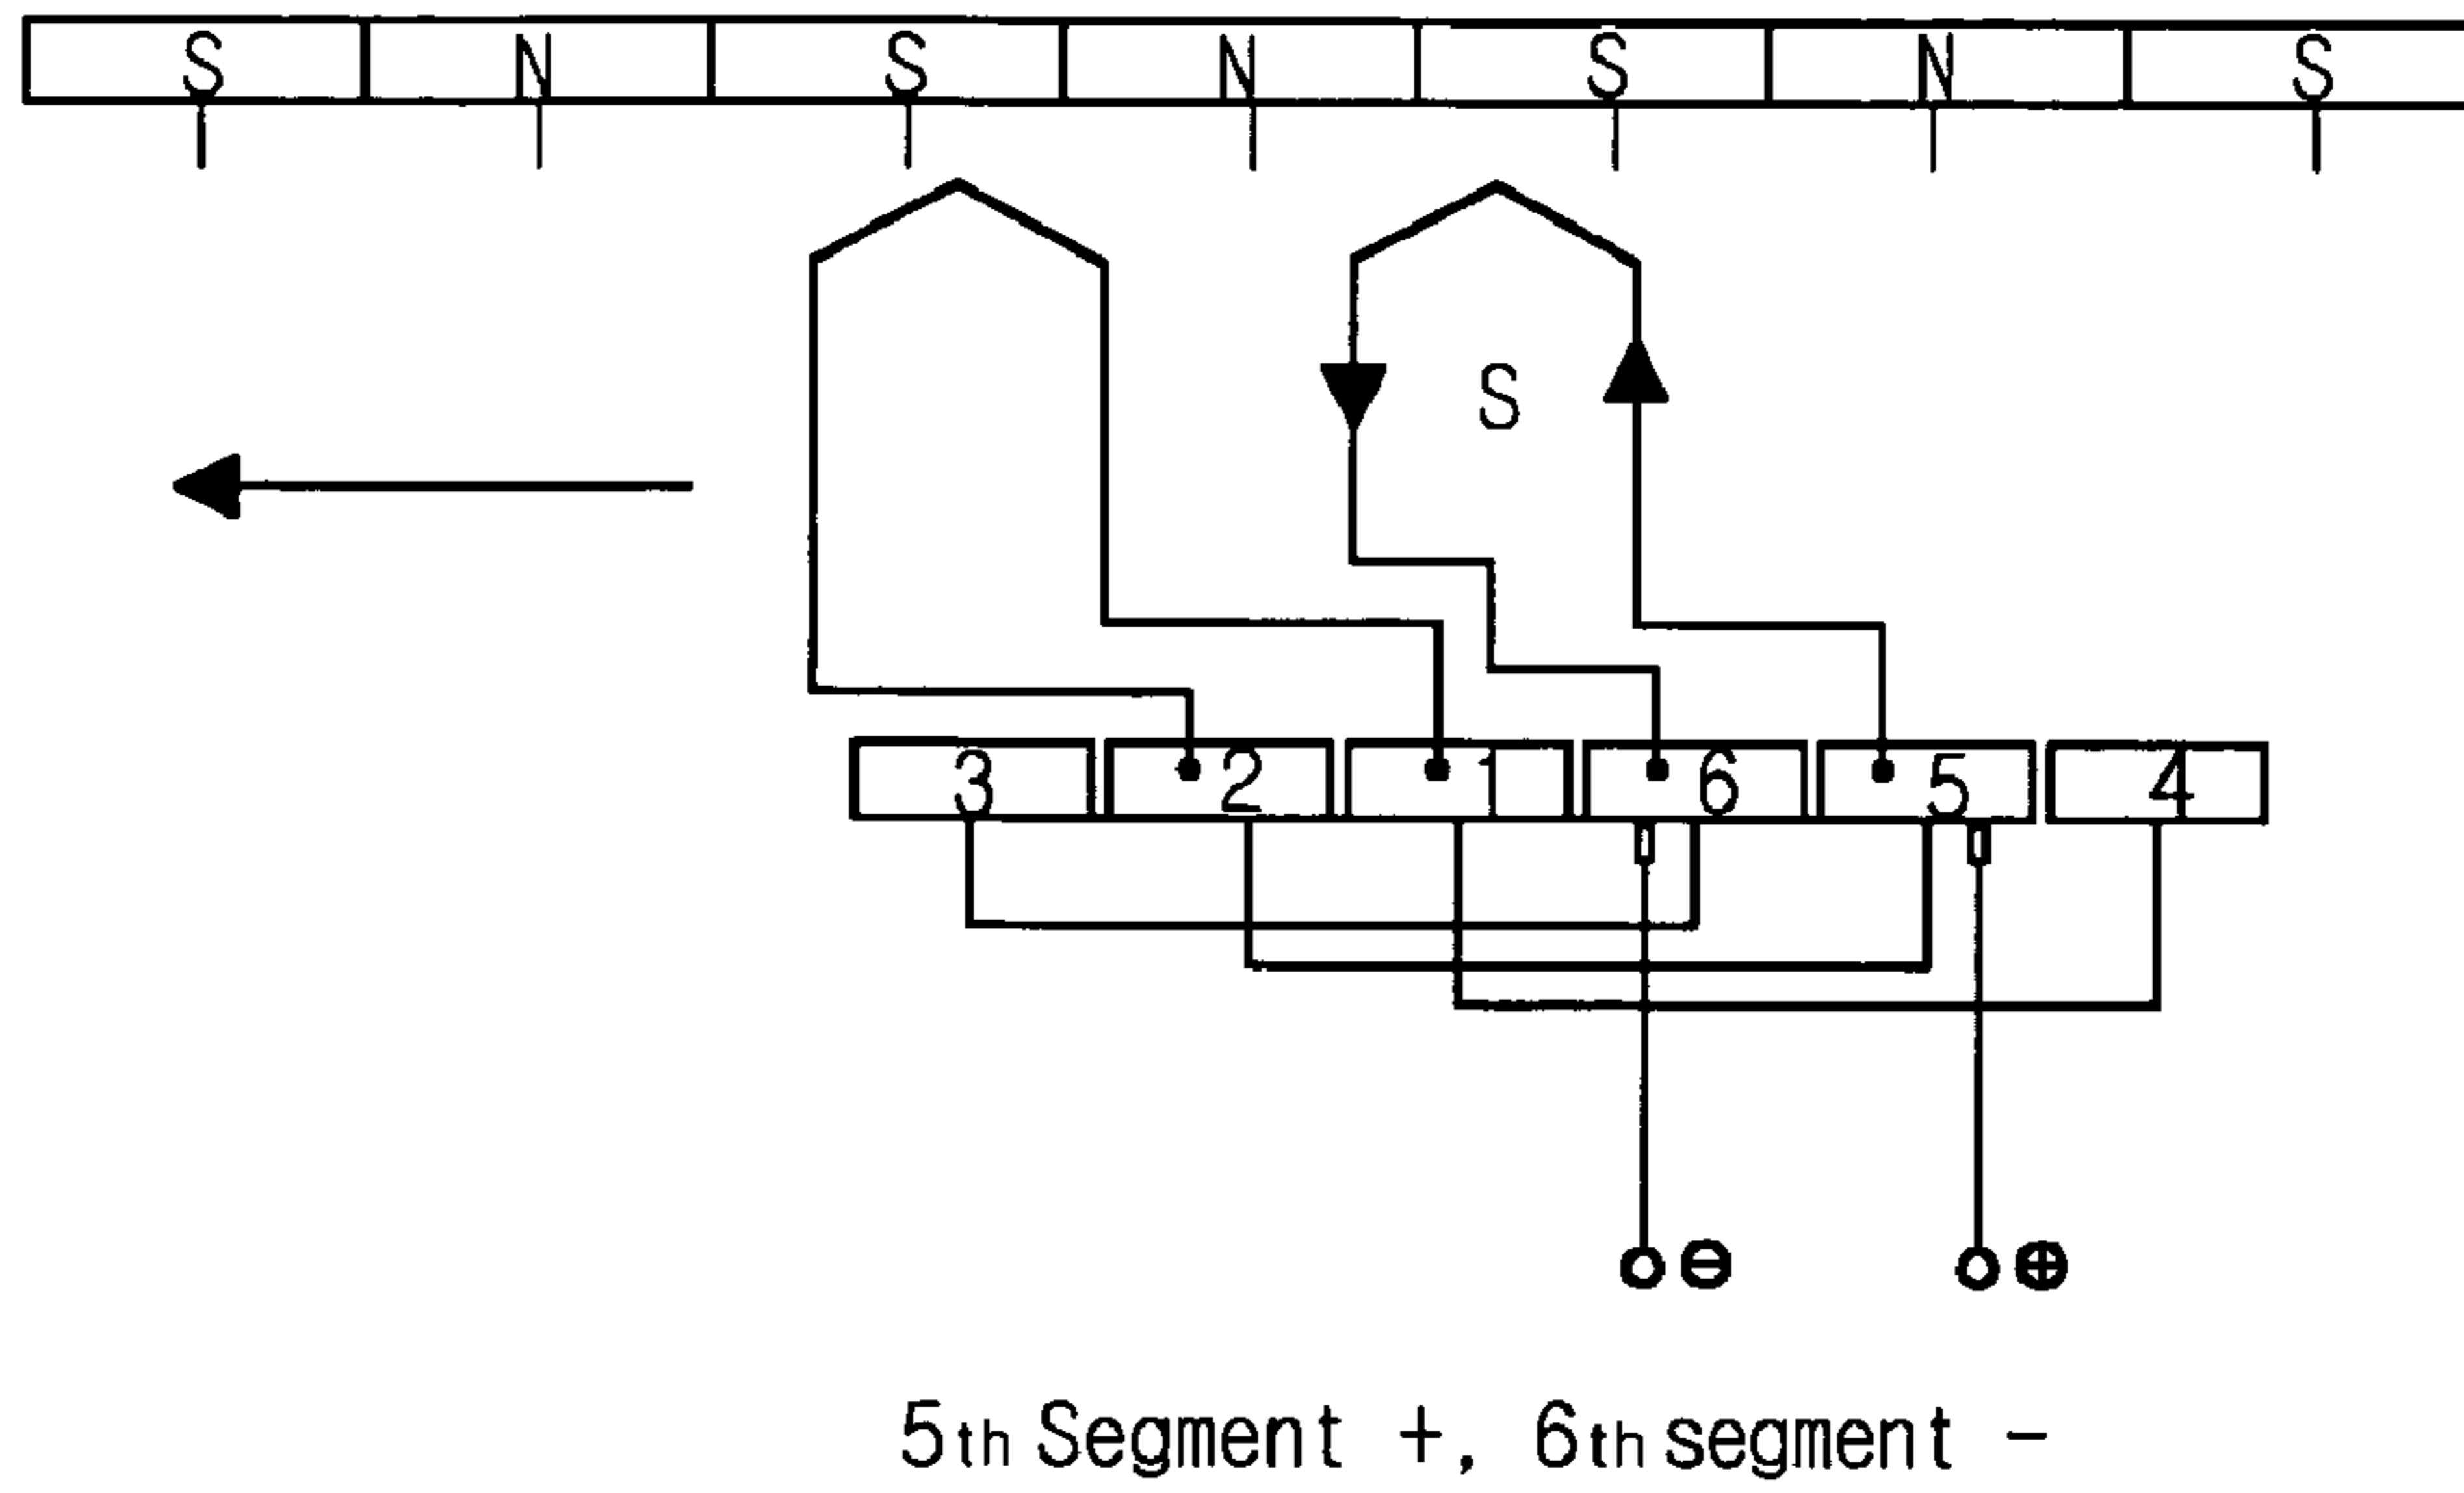 S N S N S N S
S
3 2 1 6 5 4
⊖ ⊕
5th Segment +, 6th segment -